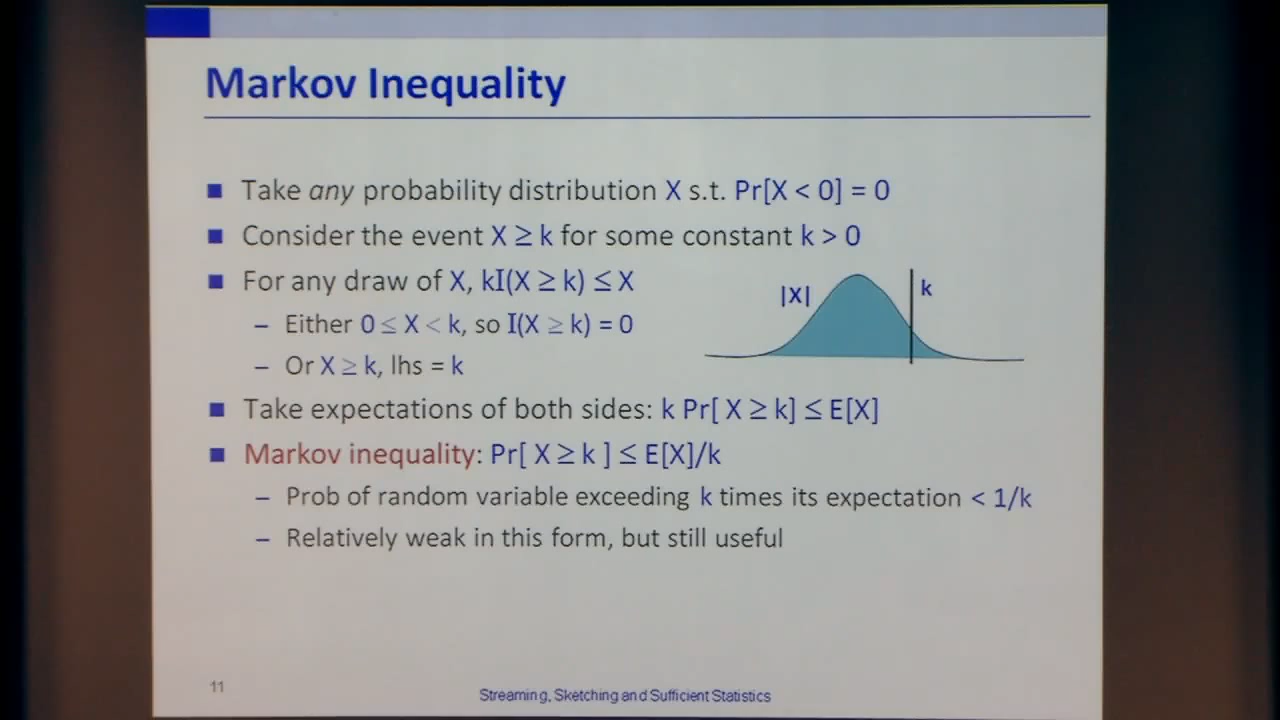 Markov Inequality
■ Take any probability distribution X s.t. Pr[X < 0] = 0
■ Consider the event X ≥ k for some constant k > 0
■ For any draw of X, kI(X ≥ k) ≤ X
– Either 0 ≤ X < k, so I(X ≥ k) = 0
– Or X ≥ k, lhs = k
|X|
k
■ Take expectations of both sides: k Pr[ X ≥ k] ≤ E[X]
■ Markov inequality: Pr[ X ≥ k ] ≤ E[X]/k
– Prob of random variable exceeding k times its expectation < 1/k
– Relatively weak in this form, but still useful
11
Streaming, Sketching and Sufficient Statistics